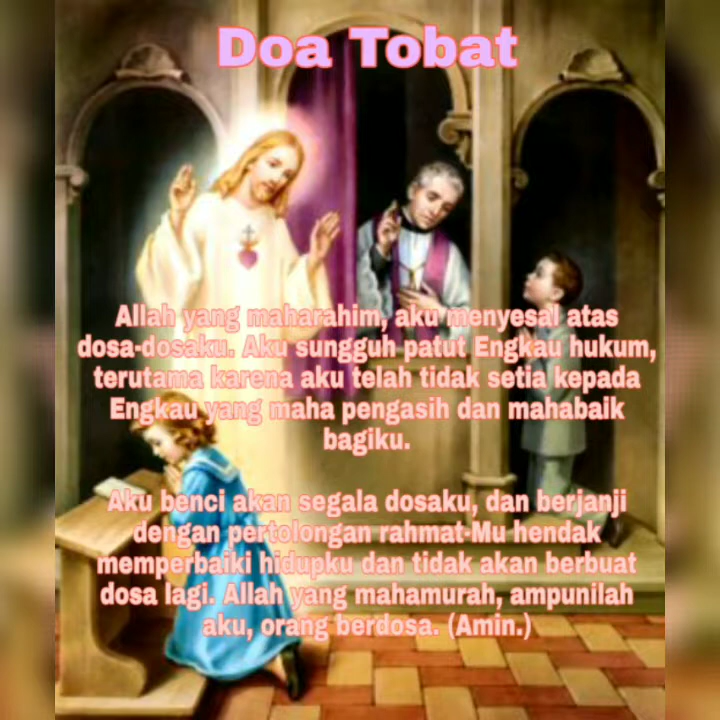 Doa Tobat
Allah yang maharahim, aku menyesal atas
dosa-dosaku. Aku sungguh patut Engkau hukum,
terutama karena aku telah tidak setia kepada
Engkau yang maha pengasih dan mahabaik
bagiku.
Aku benci akan segala dosaku, dan berjanji
dengan pertolongan rahmat-Mu hendak
memperbaiki hidupku dan tidak akan berbuat
dosa lagi. Allah yang mahamurah, ampunilah
aku, orang berdosa. (Amin.)